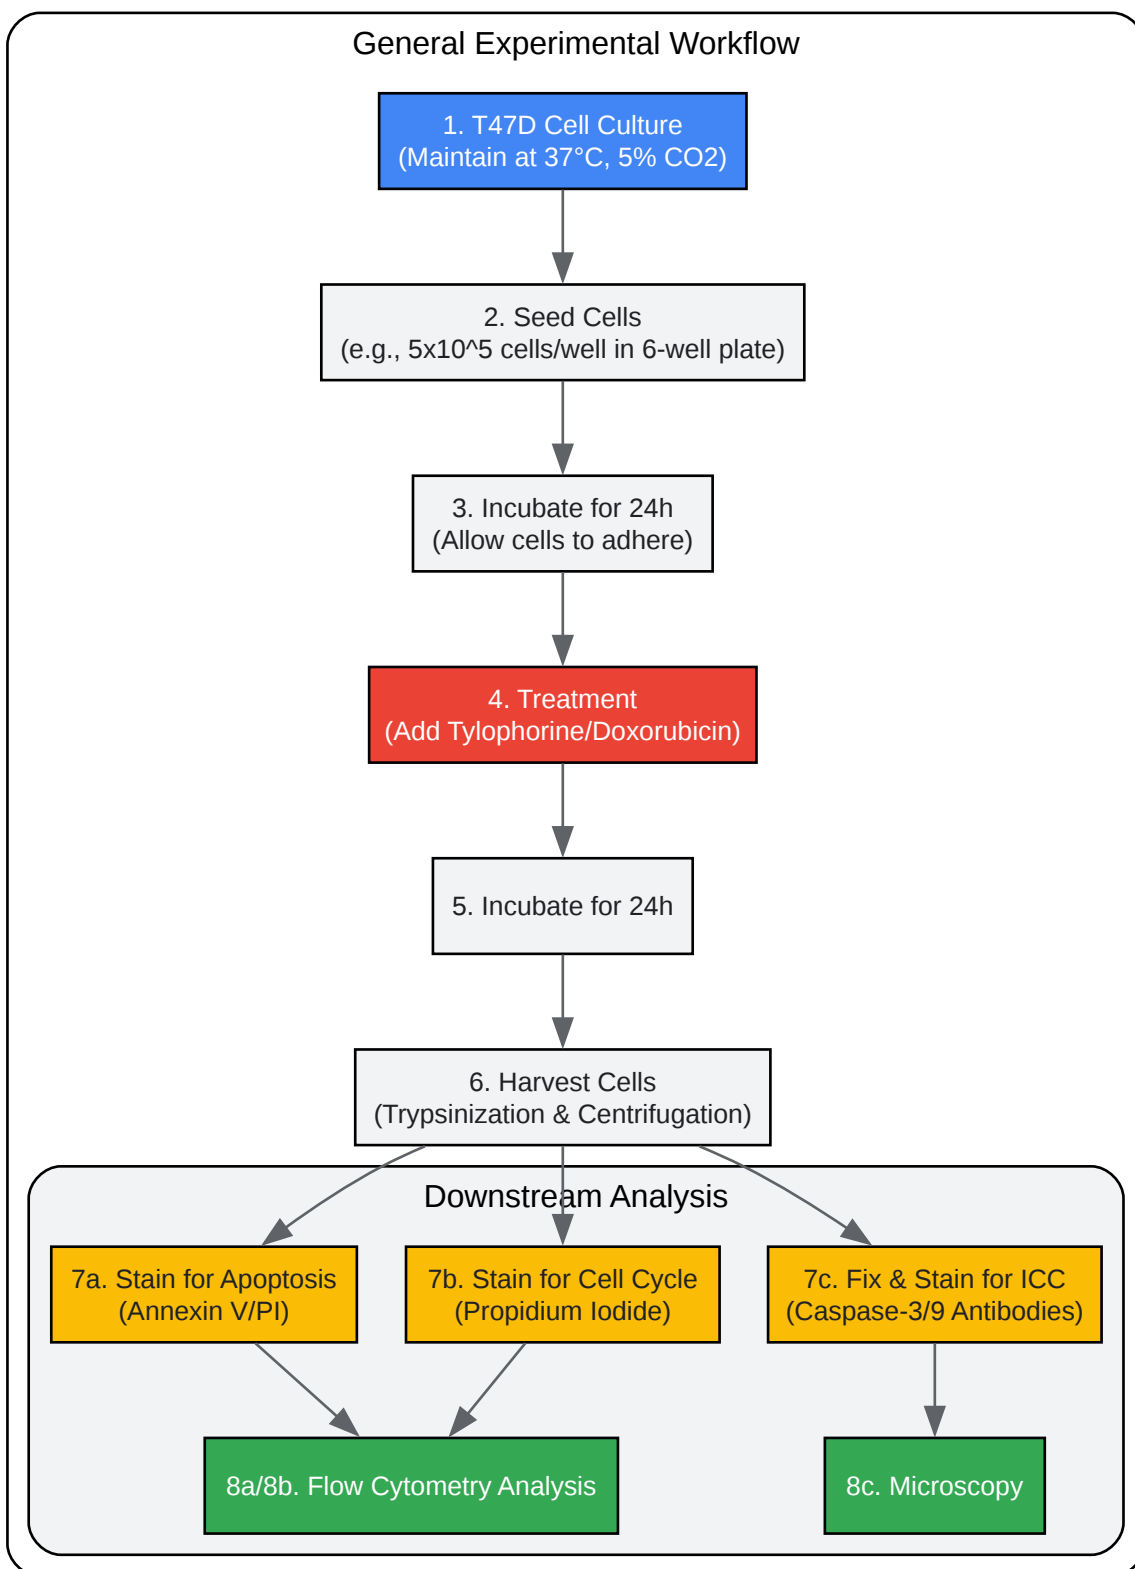 General Experimental Workflow
1. T47D Cell Culture
(Maintain at 37°C, 5% CO2)
2. Seed Cells
(e.g., 5x10^5 cells/well in 6-well plate)
3. Incubate for 24h
(Allow cells to adhere)
4. Treatment
(Add Tylophorine/Doxorubicin)
5. Incubate for 24h
6. Harvest Cells
(Trypsinization & Centrifugation)
Downstream Analysis
7a. Stain for Apoptosis
(Annexin V/PI)
7b. Stain for Cell Cycle
(Propidium Iodide)
7c. Fix & Stain for ICC
(Caspase-3/9 Antibodies)
8a/8b. Flow Cytometry Analysis
8c. Microscopy